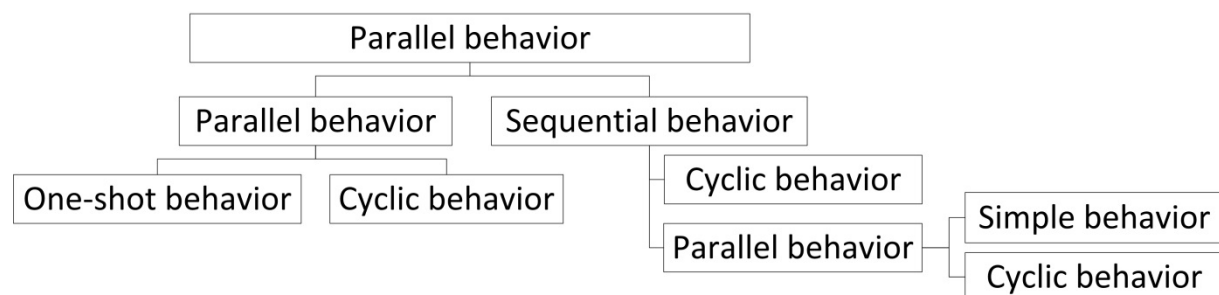 Parallel behavior
Parallel behavior
Sequential behavior
One-shot behavior
Cyclic behavior
Cyclic behavior
Parallel behavior
Simple behavior
Cyclic behavior